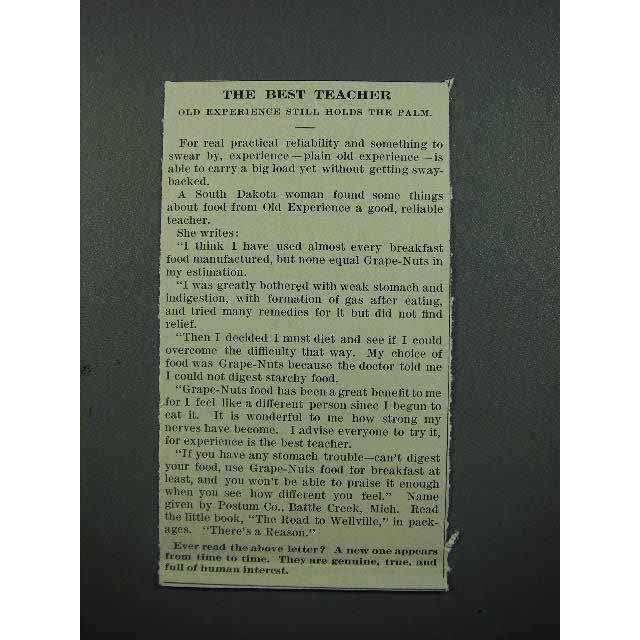 THE BEST TEACHER
OLD EXPERIENCE STILL HOLDS THE PALM.
For real practical reliability and something to
swear by, experience—plain old experience—is
able to carry a big load yet without getting sway-
backed.
A South Dakota woman found some things
about food from Old Experience a good, reliable
teacher.
She writes:
"I think I have used almost every breakfast
food manufactured, but none equal Grape-Nuts in
my estimation.
"I was greatly bothered with weak stomach and
indigestion, with formation of gas after eating,
and tried many remedies for it but did not find
relief.
"Then I decided I must diet and see if I could
overcome the difficulty that way. My choice of
food was Grape-Nuts because the doctor told me
I could not digest starchy food.
"Grape-Nuts food has been a great benefit to me
for I feel like a different person since I begun to
eat it. It is wonderful to me how strong my
nerves have become. I advise everyone to try it,
for experience is the best teacher.
"If you have any stomach trouble—can't digest
your food, use Grape-Nuts food for breakfast at
least, and you won't be able to praise it enough
when you see how different you feel." Name
given by Postum Co., Battle Creek, Mich. Read
the little book, "The Road to Wellville," in pack-
ages. "There's a Reason."
Ever read the above letter? A new one appears
from time to time. They are genuine, true, and
full of human interest.